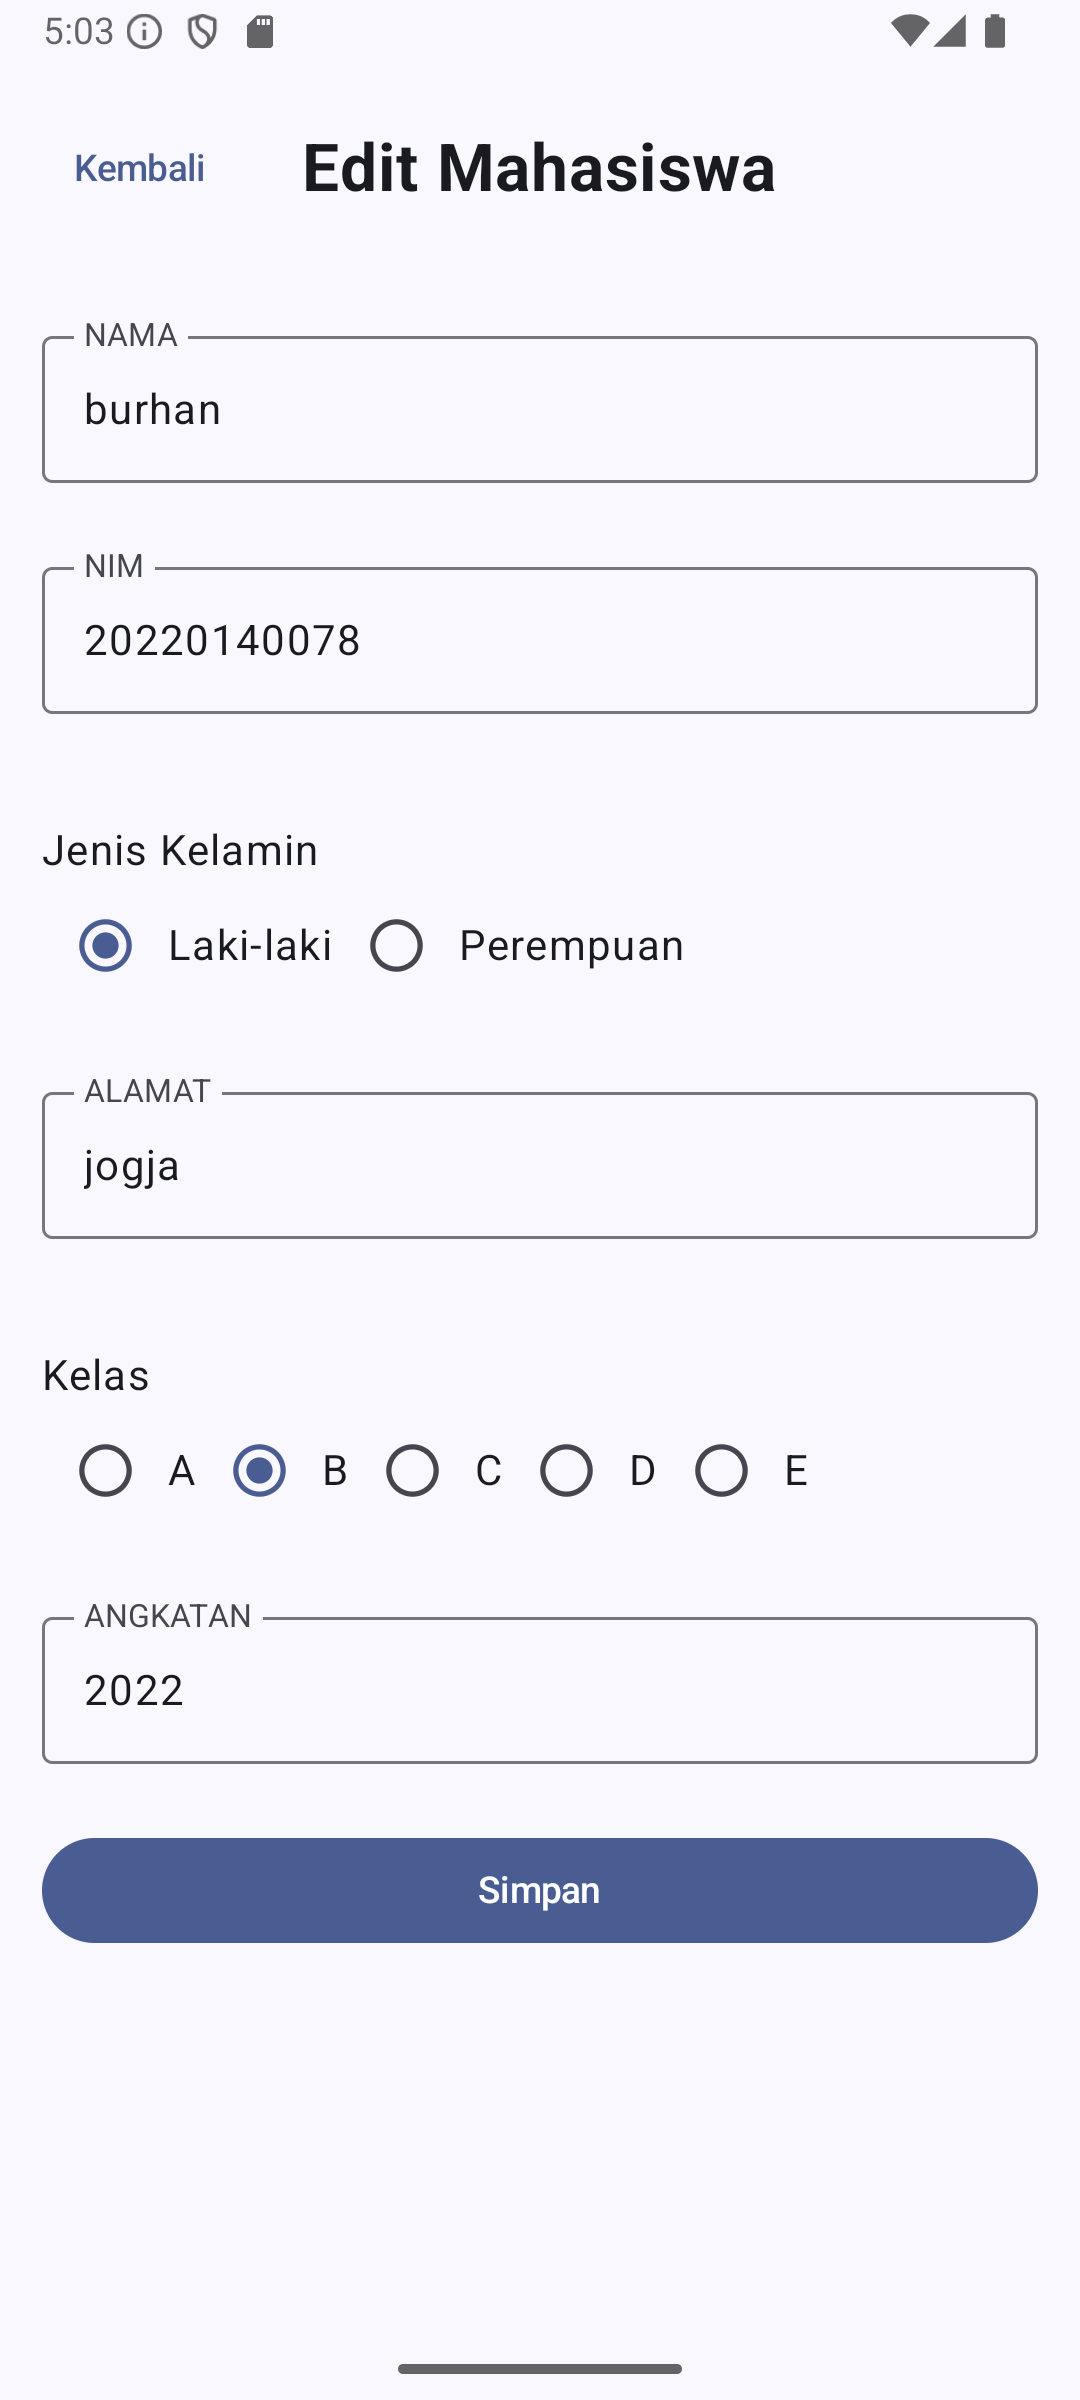 5:03
Kembali
Edit Mahasiswa
NAMA
burhan
NIM
20220140078
Jenis Kelamin
Laki-laki Perempuan
ALAMAT
jogja
Kelas
A B C D E
ANGKATAN
2022
Simpan